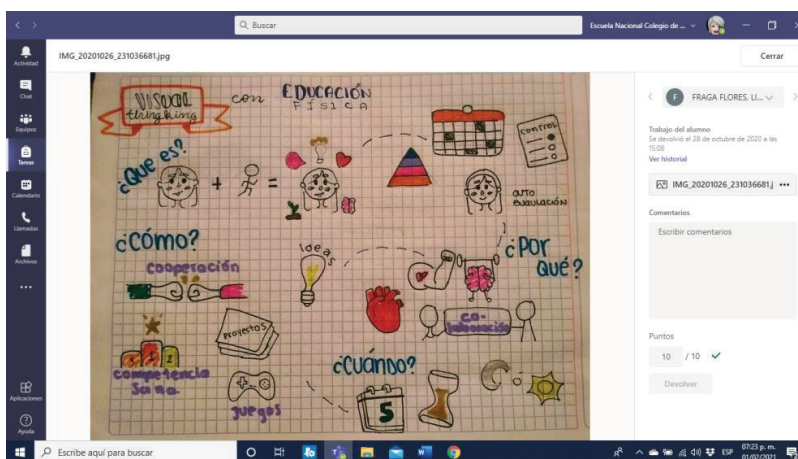 Buscar
Escuela Nacional Colegio de ...
IMG_20201026_231036681.jpg
Cerrar
Actividad
Chat
Equipos
Tareas
Calendario
Llamadas
Archivos
Aplicaciones
Ayuda
VISUAL
thingking
con
EDUCACIÓN
FÍSICA
¿Que es?
+
=
control
auto
evaluación
¿Cómo?
cooperación
Ideas
¿Por
Qué?
co-
laboración
Proyectos
3 1 2
competencia
Sana
Juegos
¿Cuándo?
5
F
FRAGA FLORES, LI...
Trabajo del alumno
Se devolvió el 28 de octubre de 2020 a las
15:08
Ver historial
IMG_20201026_231036681.j
Comentarios
Escribir comentarios
Puntos
10 / 10
Devolver
Escribe aquí para buscar
ESP
07:23 p. m.
01/02/2021